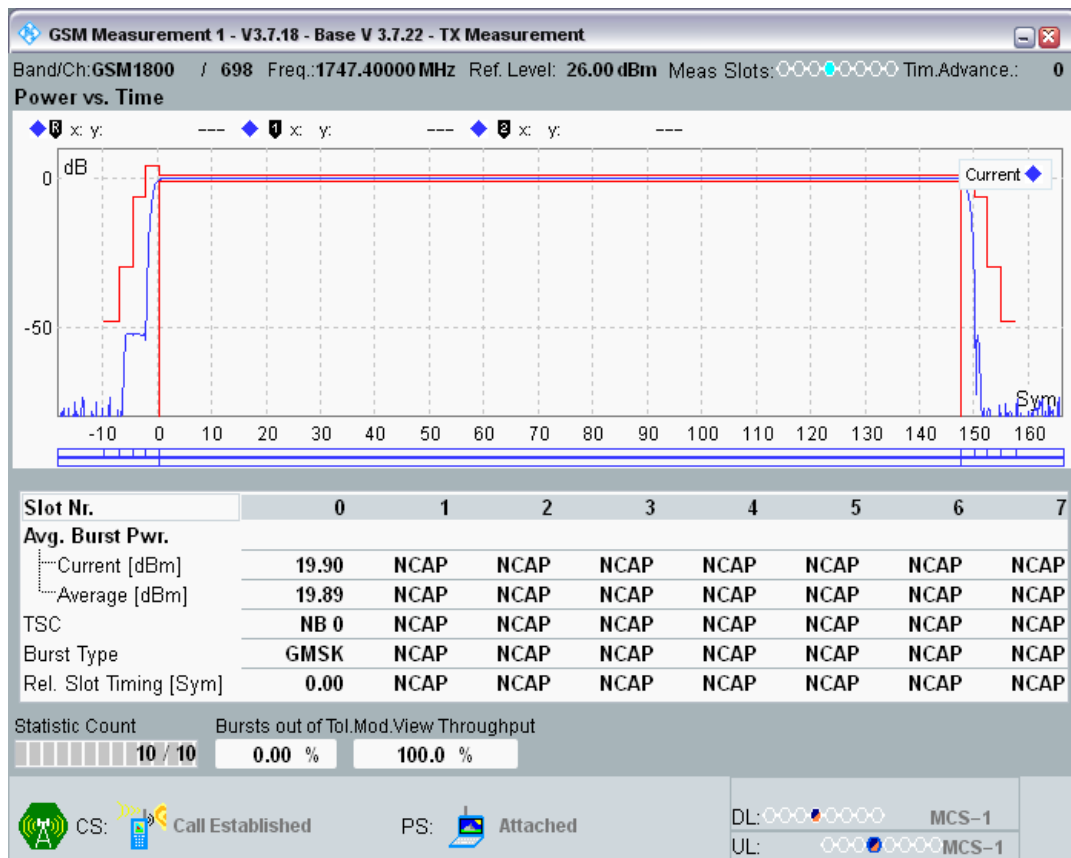 GSM Measurement 1 - V3.7.18 - Base V 3.7.22 - TX Measurement
Band/Ch:GSM1800 / 698 Freq.:1747.40000 MHz Ref. Level: 26.00 dBm Meas Slots: Tim.Advance.: 0
Power vs. Time
R x: y: --- 1 x: y: --- 2 x: y: ---
dB
Current
0
-50
Sym
-10 0 10 20 30 40 50 60 70 80 90 100 110 120 130 140 150 160
Slot Nr. 0 1 2 3 4 5 6 7
Avg. Burst Pwr.
Current [dBm] 19.90 NCAP NCAP NCAP NCAP NCAP NCAP NCAP
Average [dBm] 19.89 NCAP NCAP NCAP NCAP NCAP NCAP NCAP
TSC NB 0 NCAP NCAP NCAP NCAP NCAP NCAP NCAP
Burst Type GMSK NCAP NCAP NCAP NCAP NCAP NCAP NCAP
Rel. Slot Timing [Sym] 0.00 NCAP NCAP NCAP NCAP NCAP NCAP NCAP
Statistic Count Bursts out of Tol.Mod.View Throughput
10 / 10 0.00 % 100.0 %
CS: Call Established PS: Attached
DL: MCS-1
UL: MCS-1